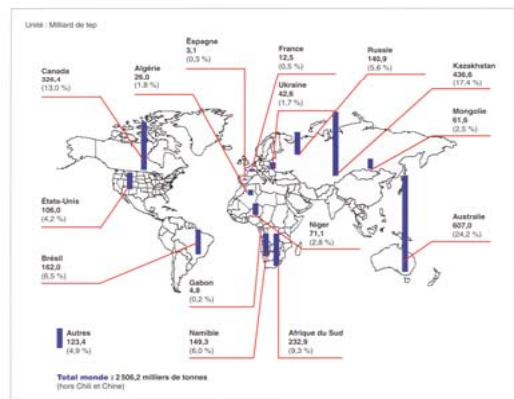 Unité : Milliard de tep
Espagne
3,1
(0,3 %)
France
12,5
(0,5 %)
Russie
140,9
(5,6 %)
Canada
326,4
(13,0 %)
Algérie
26,0
(1,8 %)
Ukraine
42,6
(1,7 %)
Kazakhstan
436,6
(17,4 %)
Mongolie
61,6
(2,5 %)
États-Unis
106,0
(4,2 %)
Australie
607,0
(24,2 %)
Niger
71,1
(2,8 %)
Brésil
162,0
(6,5 %)
Gabon
4,8
(0,2 %)
Autres
123,4
(4,9 %)
Namibie
149,3
(6,0 %)
Afrique du Sud
232,9
(9,3 %)
Total monde : 2 506,2 milliers de tonnes
(hors Chili et Chine)